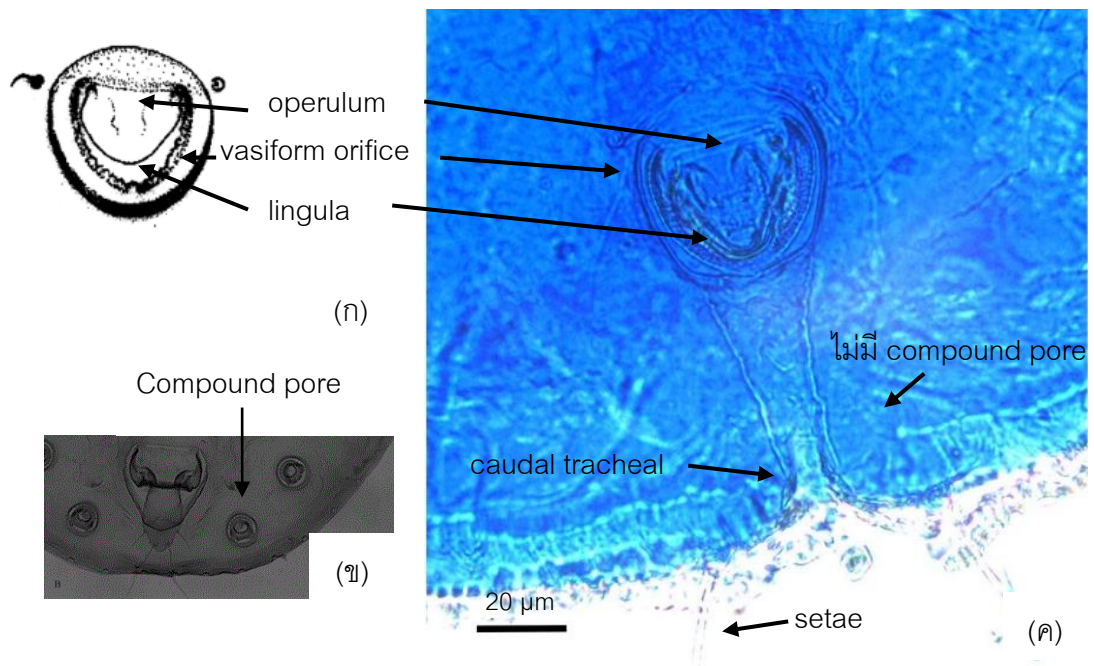 operulum
vasiform orifice
lingula
(ก)
ไม่มี compound pore
Compound pore
caudal tracheal
B
(ข)
20 µm
setae
(ค)